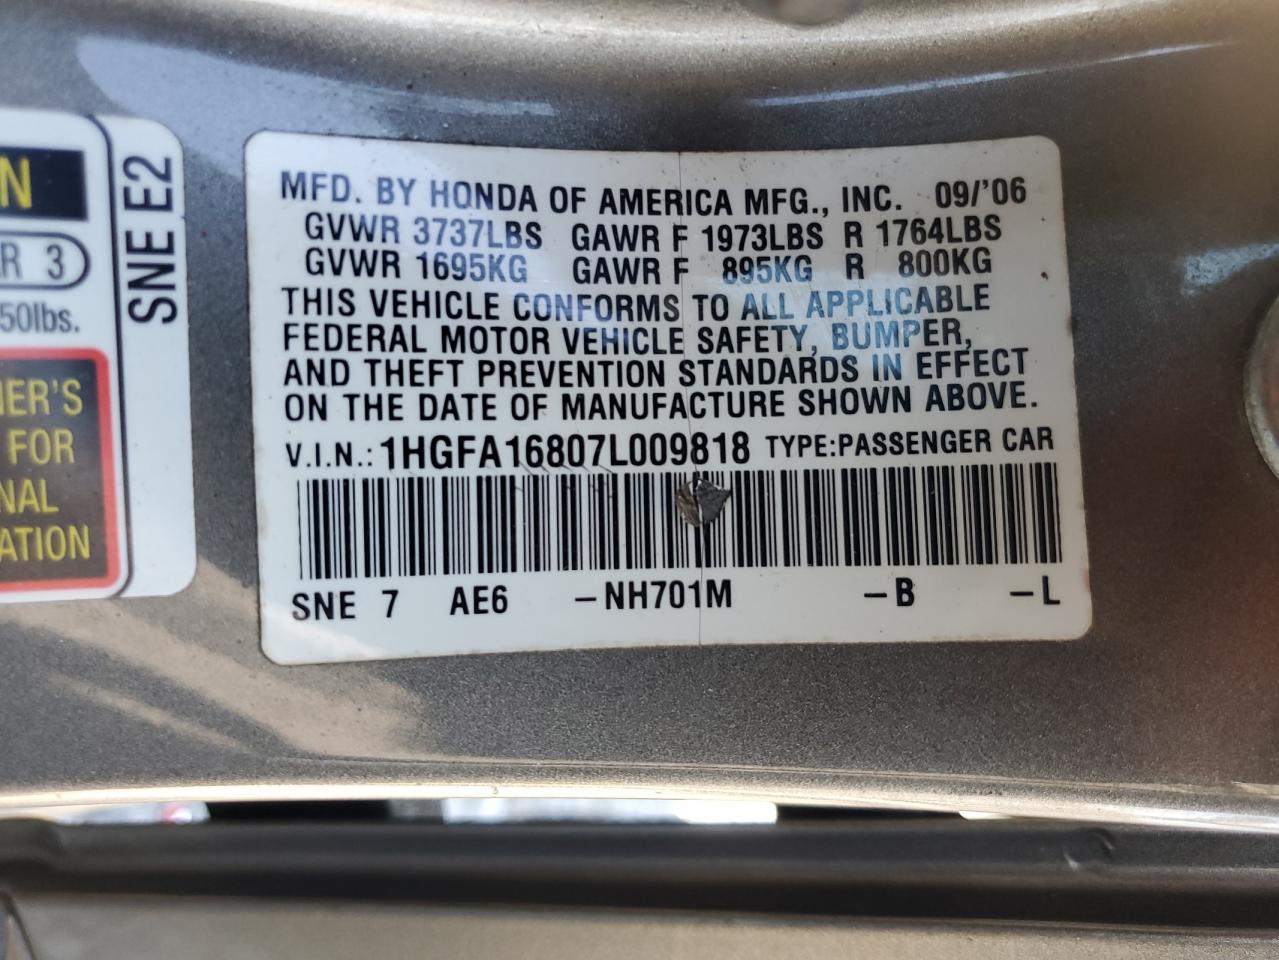 N
R 3
50lbs.
NER'S
FOR
NAL
ATION
SNE E2
MFD. BY HONDA OF AMERICA MFG., INC. 09/'06
GVWR 3737LBS GAWR F 1973LBS R 1764LBS
GVWR 1695KG GAWR F 895KG R 800KG
THIS VEHICLE CONFORMS TO ALL APPLICABLE
FEDERAL MOTOR VEHICLE SAFETY, BUMPER,
AND THEFT PREVENTION STANDARDS IN EFFECT
ON THE DATE OF MANUFACTURE SHOWN ABOVE.
V.I.N.: 1HGFA16807L009818 TYPE:PASSENGER CAR
SNE 7 AE6 –NH701M –B –L